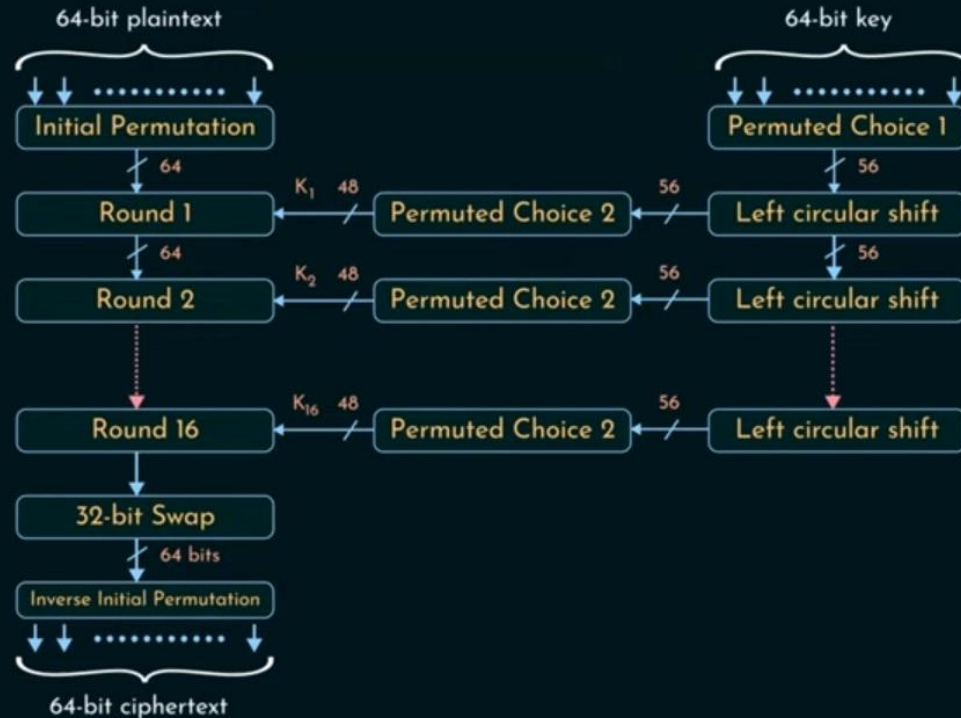 64-bit plaintext 64-bit key
Initial Permutation Permuted Choice 1
64 56
K1 48 56
Round 1 Permuted Choice 2 Left circular shift
64 56
K2 48 56
Round 2 Permuted Choice 2 Left circular shift
K16 48 56
Round 16 Permuted Choice 2 Left circular shift
32-bit Swap
64 bits
Inverse Initial Permutation
64-bit ciphertext